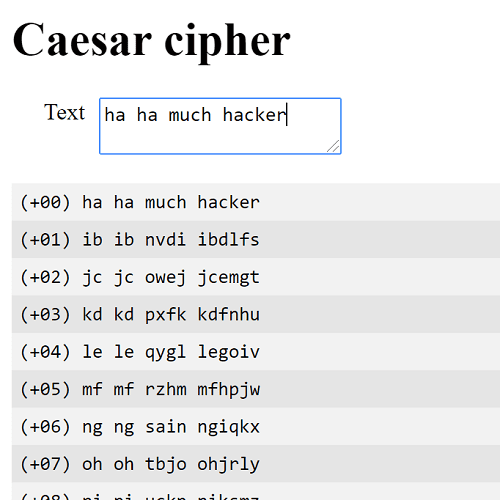 Caesar cipher
Text ha ha much hacker
(+00) ha ha much hacker
(+01) ib ib nvdi ibdlfs
(+02) jc jc owej jcemgt
(+03) kd kd pxfk kdfnhu
(+04) le le qygl legoiv
(+05) mf mf rzhm mfhpjw
(+06) ng ng sain ngiqkx
(+07) oh oh tbjo ohjrly